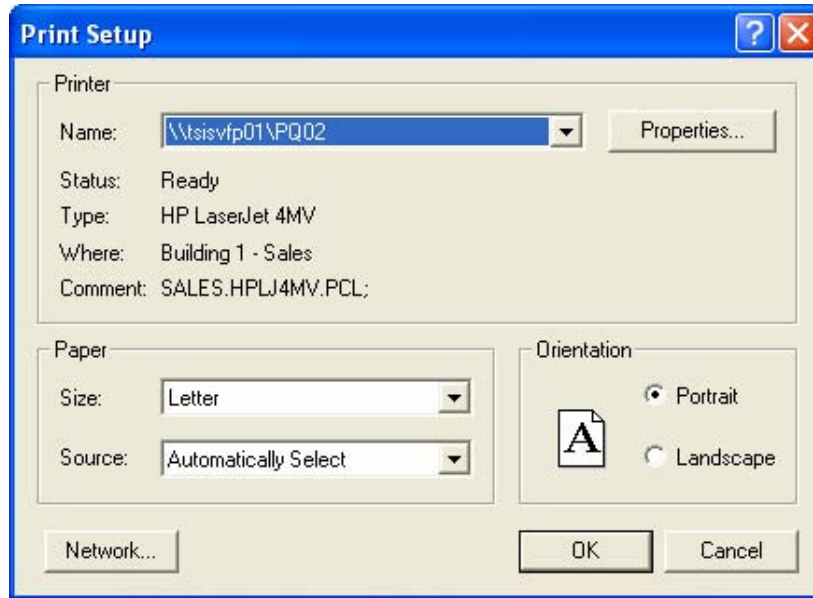 Print Setup
Printer
Name: \\tsisvfp01\PQ02 Properties...
Status: Ready
Type: HP LaserJet 4MV
Where: Building 1 - Sales
Comment: SALES.HPLJ4MV.PCL;
Paper
Size: Letter
Source: Automatically Select
Orientation
A
Portrait
Landscape
Network...
OK
Cancel